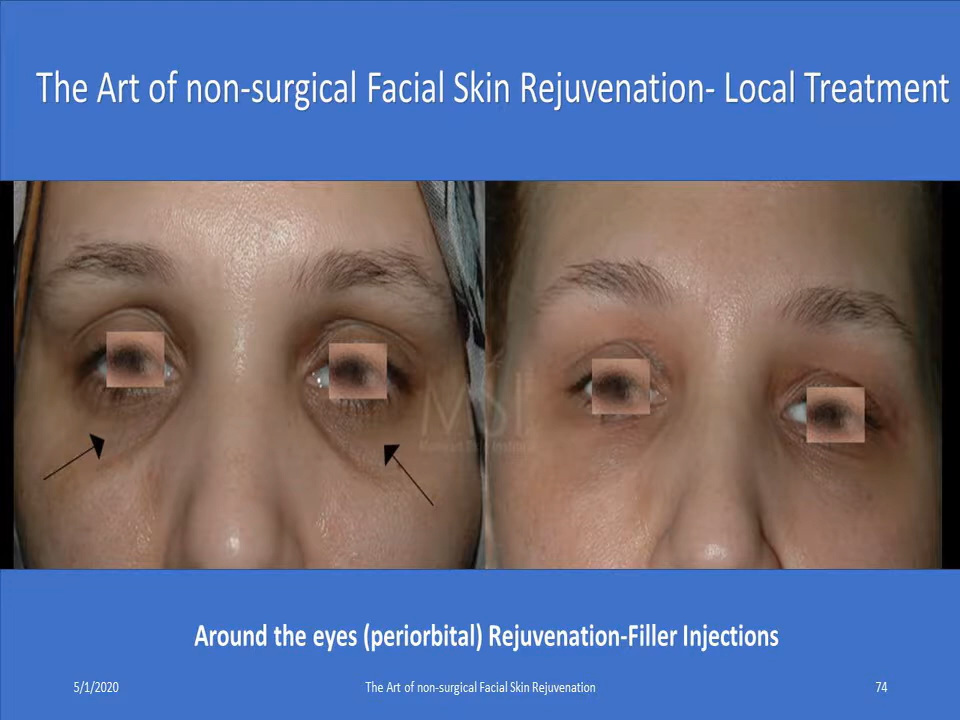 The Art of non-surgical Facial Skin Rejuvenation- Local Treatment
MSI
Around the eyes (periorbital) Rejuvenation-Filler Injections
5/1/2020
The Art of non-surgical Facial Skin Rejuvenation
74